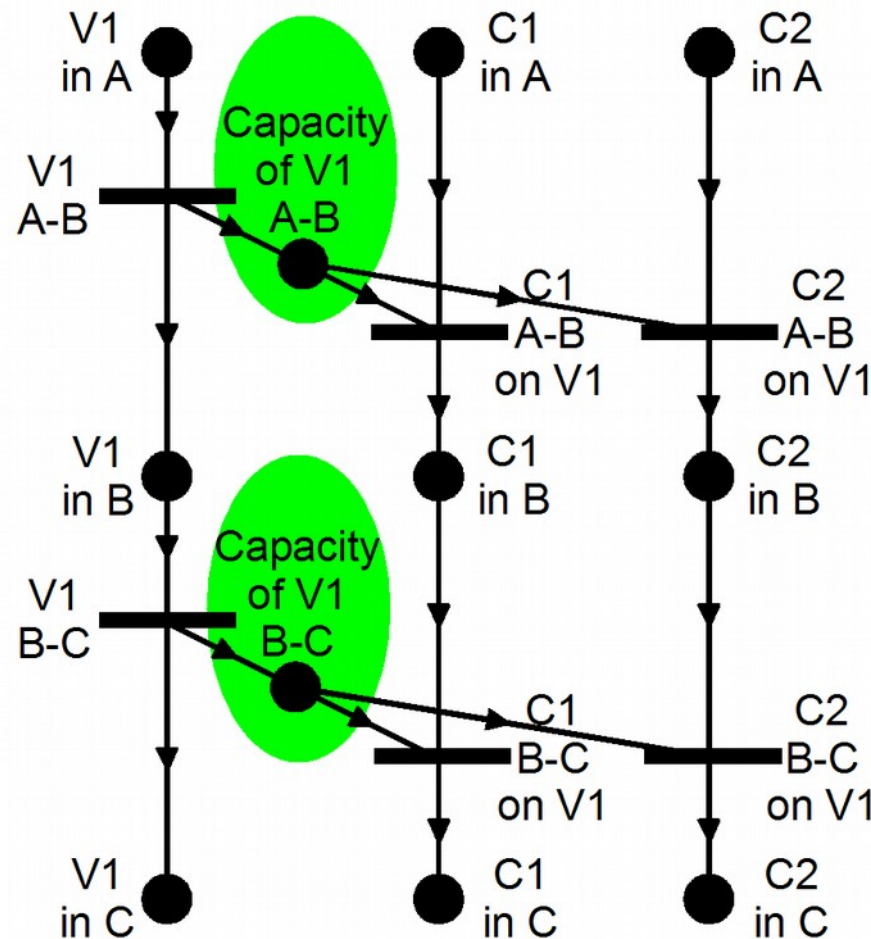 V1
in A
C1
in A
C2
in A
Capacity
of V1
A-B
V1
A-B
C1
A-B
on V1
C2
A-B
on V1
V1
in B
C1
in B
C2
in B
Capacity
of V1
B-C
V1
B-C
C1
B-C
on V1
C2
B-C
on V1
V1
in C
C1
in C
C2
in C